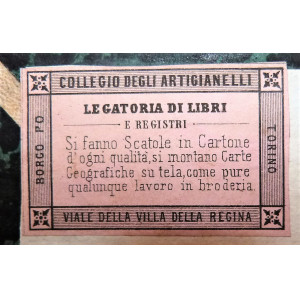 COLLEGIO DEGLI ARTIGIANELLI
LEGATORIA DI LIBRI
E REGISTRI
Si fanno Scatole in Cartone
d'ogni qualità, si montano Carte
Geografiche su tela, come pure
qualunque lavoro in broderia.
BORGO PO
TORINO
VIALE DELLA VILLA DELLA REGINA